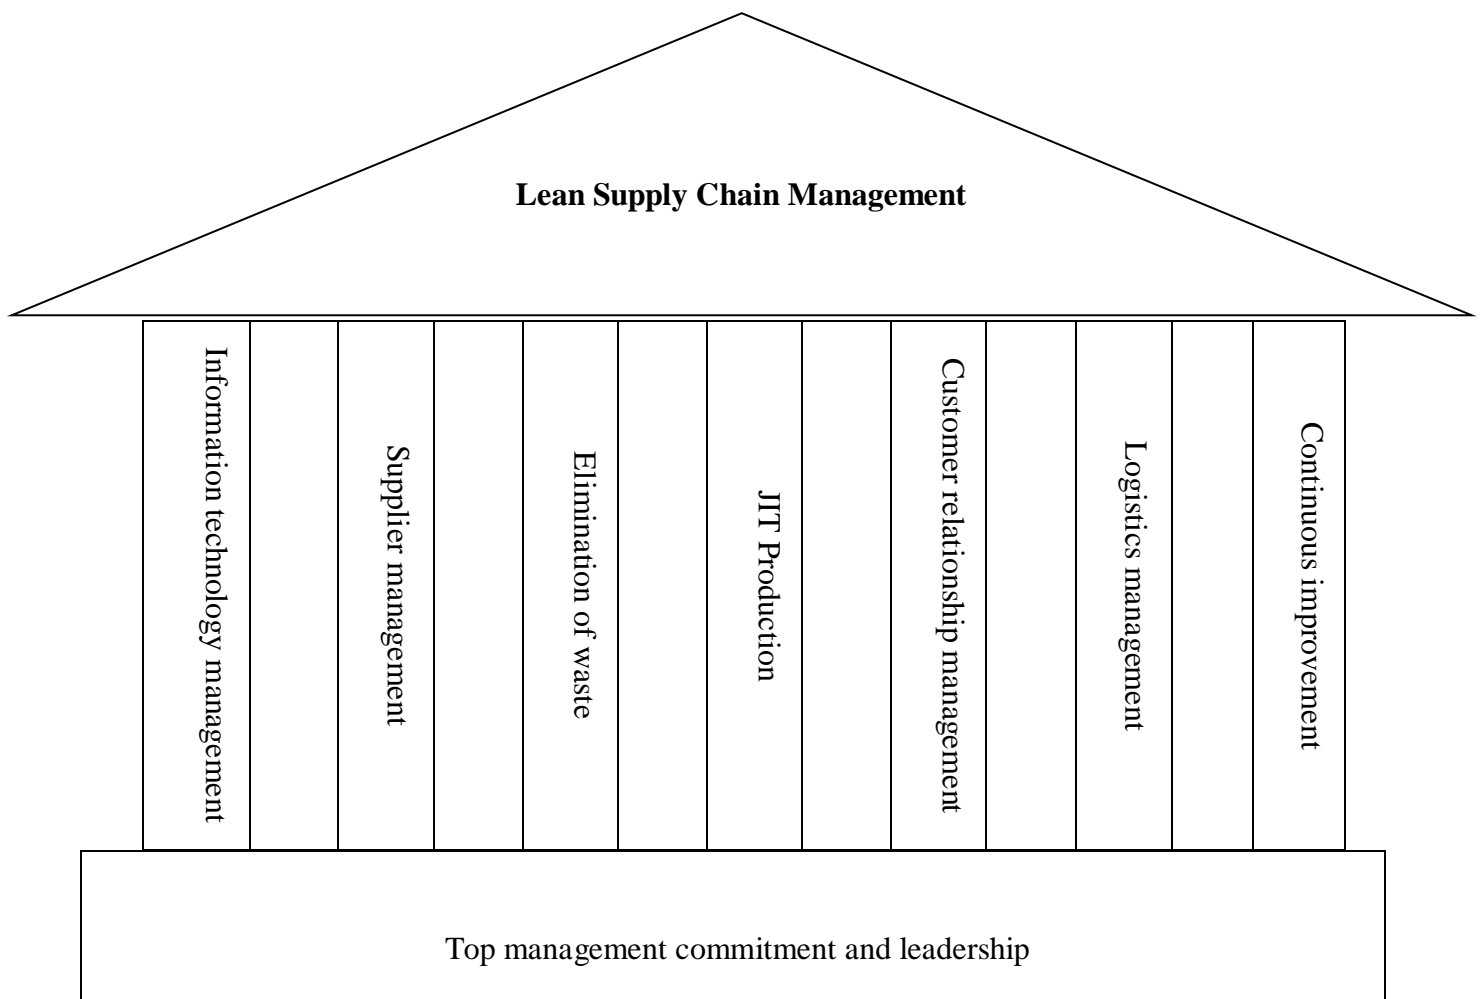 Lean Supply Chain Management
Information technology management
Supplier management
Elimination of waste
JIT Production
Customer relationship management
Logistics management
Continuous improvement
Top management commitment and leadership